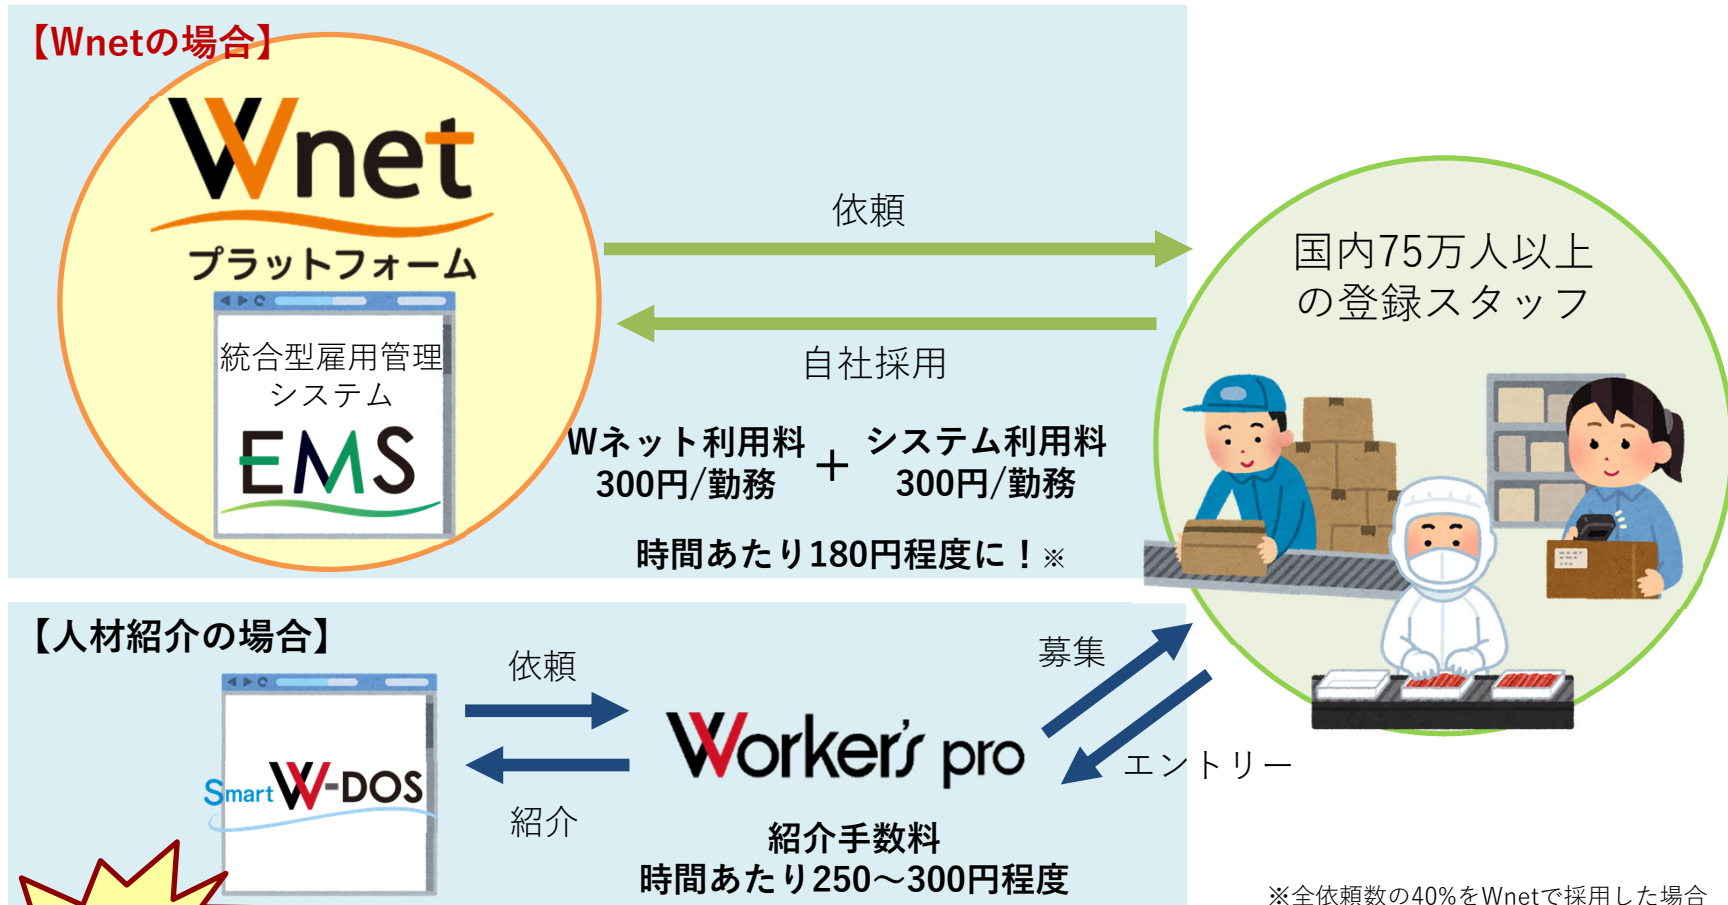 【Wnetの場合】
Wnet
プラットフォーム
統合型雇用管理
システム
EMS
依頼
自社採用
Wネット利用料
300円/勤務
+
システム利用料
300円/勤務
時間あたり180円程度に！※
国内75万人以上
の登録スタッフ
【人材紹介の場合】
Smart W-DOS
依頼
紹介
Worker's pro
募集
エントリー
紹介手数料
時間あたり250～300円程度
※全依頼数の40%をWnetで採用した場合